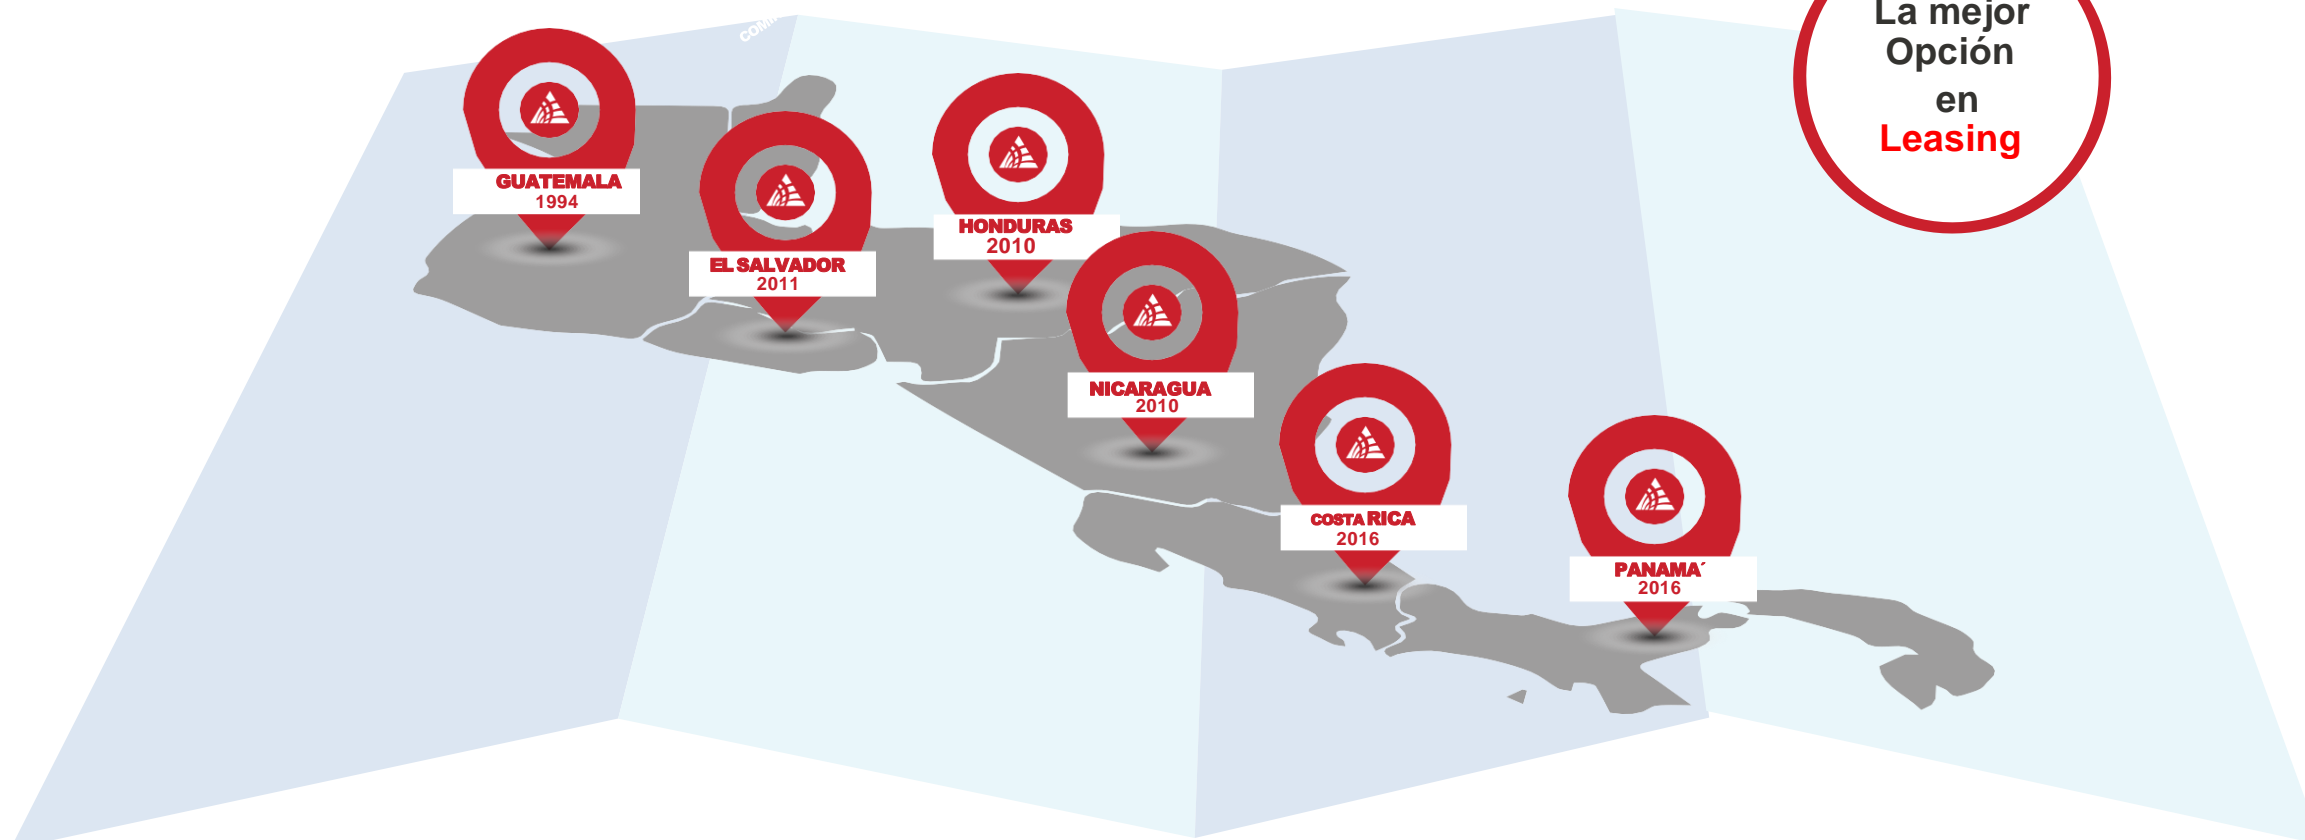 La mejor
Opción
en
Leasing
GUATEMALA
1994
HONDURAS
2010
EL SALVADOR
2011
NICARAGUA
2010
COSTA RICA
2016
PANAMA´
2016